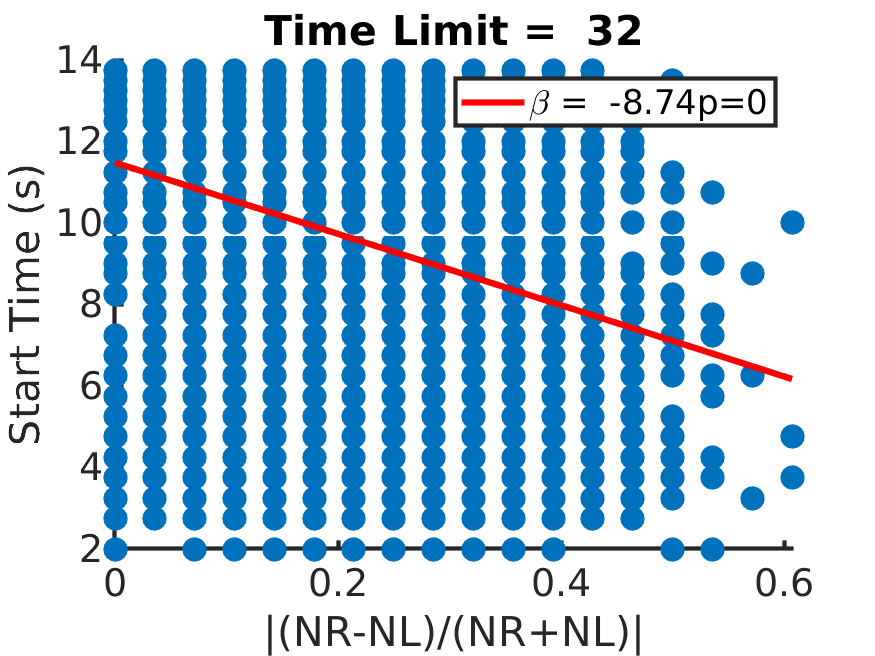 Time Limit =  32
14
12
10
8
6
4
2
Start Time (s)
β =  -8.74p=0
0 0.2 0.4 0.6
|(NR-NL)/(NR+NL)|